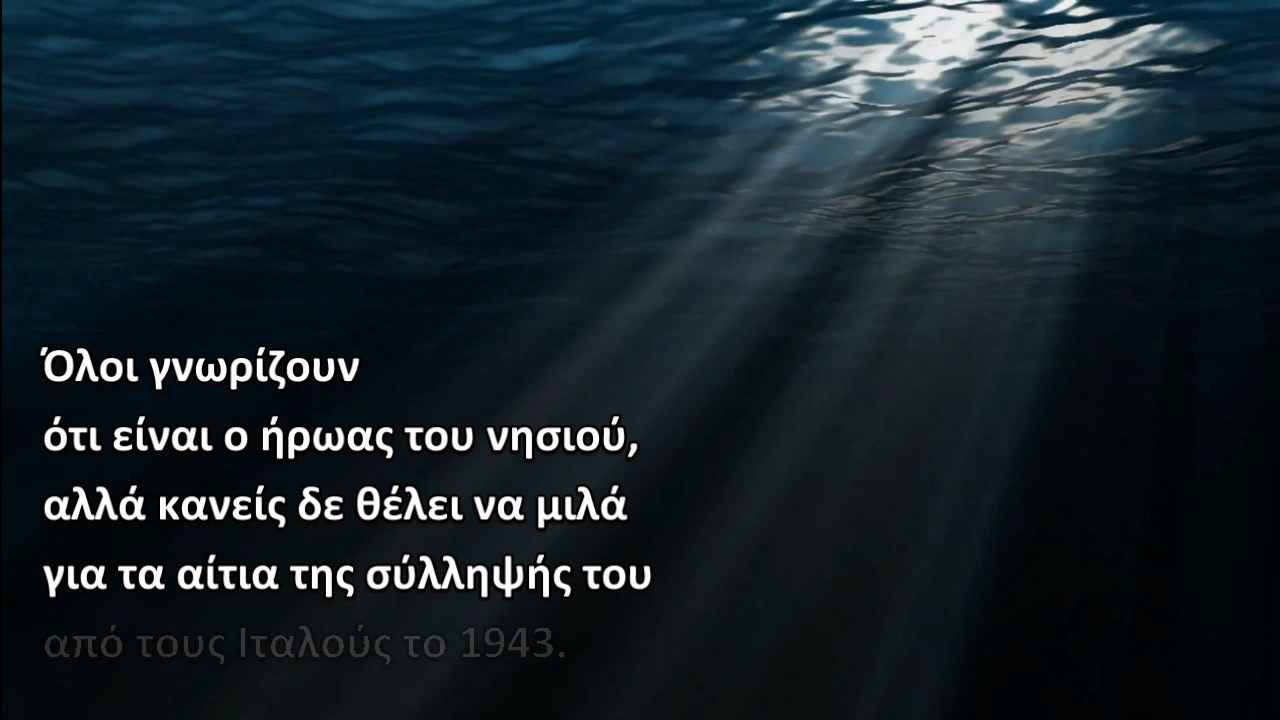 Όλοι γνωρίζουν
ότι είναι ο ήρωας του νησιού,
αλλά κανείς δε θέλει να μιλά
για τα αίτια της σύλληψής του
από τους Ιταλούς το 1943.